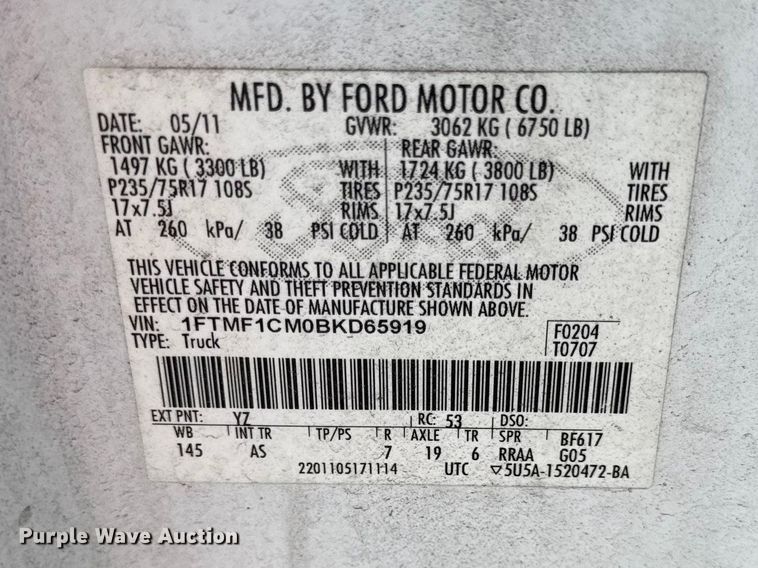 MFD. BY FORD MOTOR CO.
DATE: 05/11 GVWR: 3062 KG ( 6750 LB)
FRONT GAWR: REAR GAWR:
1497 KG ( 3300 LB) WITH 1724 KG ( 3800 LB) WITH
P235/75R17 108S TIRES P235/75R17 108S TIRES
17x7.5J RIMS 17x7.5J RIMS
AT 260 kPa/ 38 PSI COLD AT 260 kPa/ 38 PSI COLD
THIS VEHICLE CONFORMS TO ALL APPLICABLE FEDERAL MOTOR
VEHICLE SAFETY AND THEFT PREVENTION STANDARDS IN
EFFECT ON THE DATE OF MANUFACTURE SHOWN ABOVE.
VIN: 1FTMF1CM0BKD65919 F0204
TYPE: Truck T0707
EXT PNT: YZ RC: 53 DSO:
WB INT TR TP/PS R AXLE TR SPR BF617
145 AS 7 19 6 RRAA G05
2201105171114 UTC ▽5U5A-1520472-BA
Purple Wave Auction